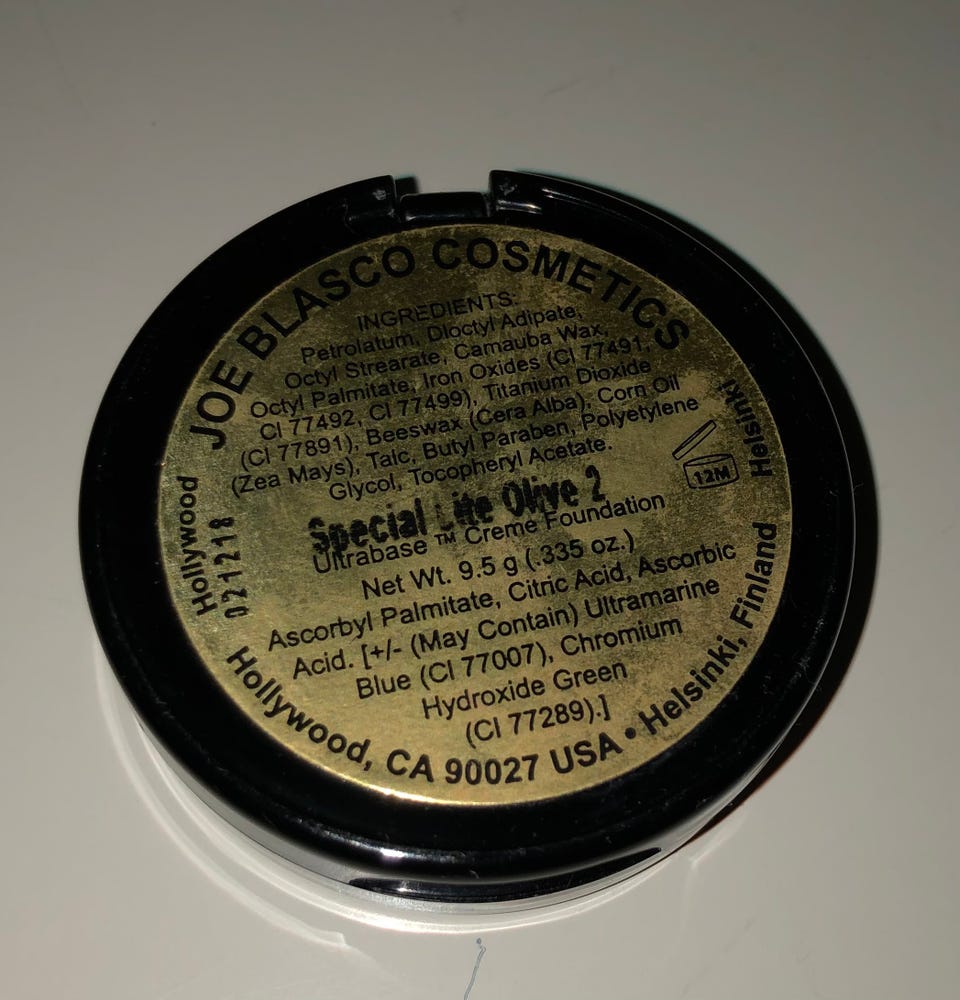 JOE BLASCO COSMETICS
INGREDIENTS:
Petrolatum, Dioctyl Adipate,
Octyl Strearate, Carnauba Wax,
Octyl Palmitate, Iron Oxides (CI 77491,
CI 77492, CI 77499), Titanium Dioxide
(CI 77891), Beeswax (Cera Alba), Corn Oil
(Zea Mays), Talc, Butyl Paraben, Polyetylene
Glycol, Tocopheryl Acetate.
12M
Hollywood
021218
Helsinki
Special Lite Olive 2
Ultrabase ™ Creme Foundation
Net Wt. 9.5 g (.335 oz.)
Ascorbyl Palmitate, Citric Acid, Ascorbic
Acid. [+/- (May Contain) Ultramarine
Blue (CI 77007), Chromium
Hydroxide Green
(CI 77289).]
Hollywood, CA 90027 USA • Helsinki, Finland